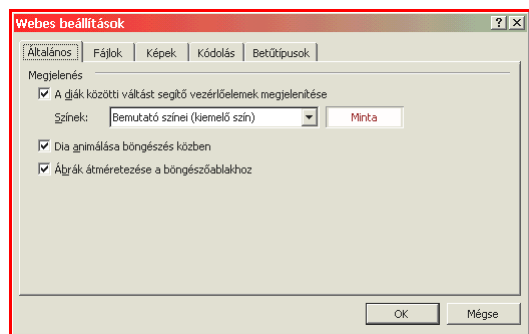 Webes beállítások
Általános Fájlok Képek Kódolás Betűtípusok
Megjelenés
A diák közötti váltást segítő vezérlőelemek megjelenítése
Színek: Bemutató színei (kiemelő szín) Minta
Dia animálása böngészés közben
Ábrák átméretezése a böngészőablakhoz
OK Mégse